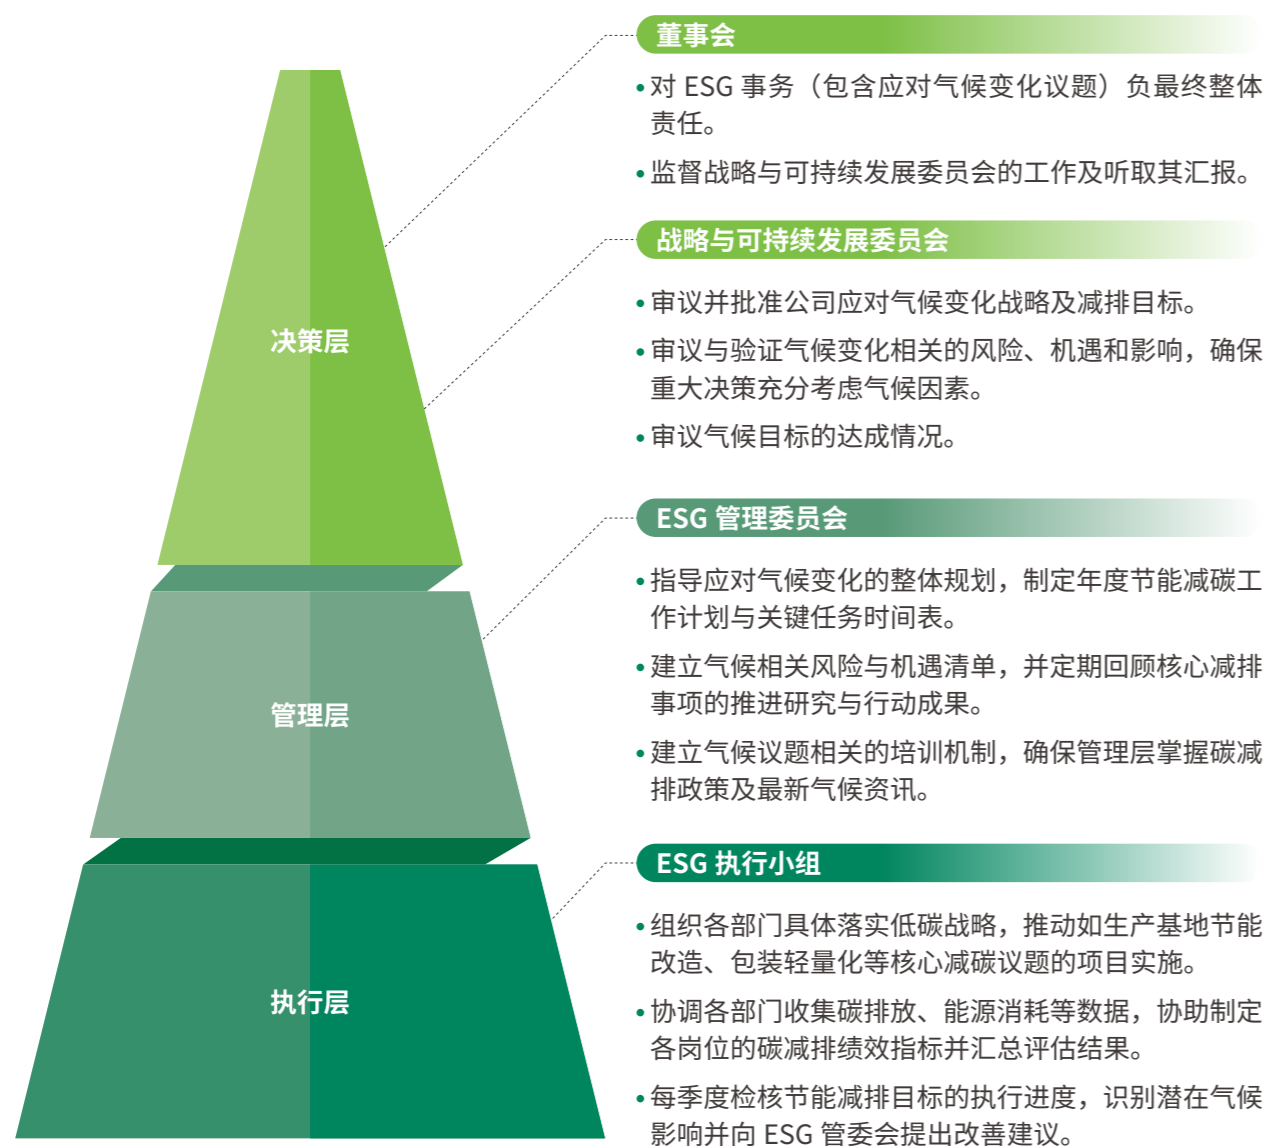 董事会
• 对 ESG 事务（包含应对气候变化议题）负最终整体
责任。
• 监督战略与可持续发展委员会的工作及听取其汇报。
战略与可持续发展委员会
• 审议并批准公司应对气候变化战略及减排目标。
• 审议与验证气候变化相关的风险、机遇和影响，确保
重大决策充分考虑气候因素。
• 审议气候目标的达成情况。
决策层
ESG 管理委员会
• 指导应对气候变化的整体规划，制定年度节能减碳工
作计划与关键任务时间表。
• 建立气候相关风险与机遇清单，并定期回顾核心减排
事项的推进研究与行动成果。
• 建立气候议题相关的培训机制，确保管理层掌握碳减
排政策及最新气候资讯。
管理层
ESG 执行小组
• 组织各部门具体落实低碳战略，推动如生产基地节能
改造、包装轻量化等核心减碳议题的项目实施。
• 协调各部门收集碳排放、能源消耗等数据，协助制定
各岗位的碳减排绩效指标并汇总评估结果。
• 每季度检核节能减排目标的执行进度，识别潜在气候
影响并向 ESG 管委会提出改善建议。
执行层